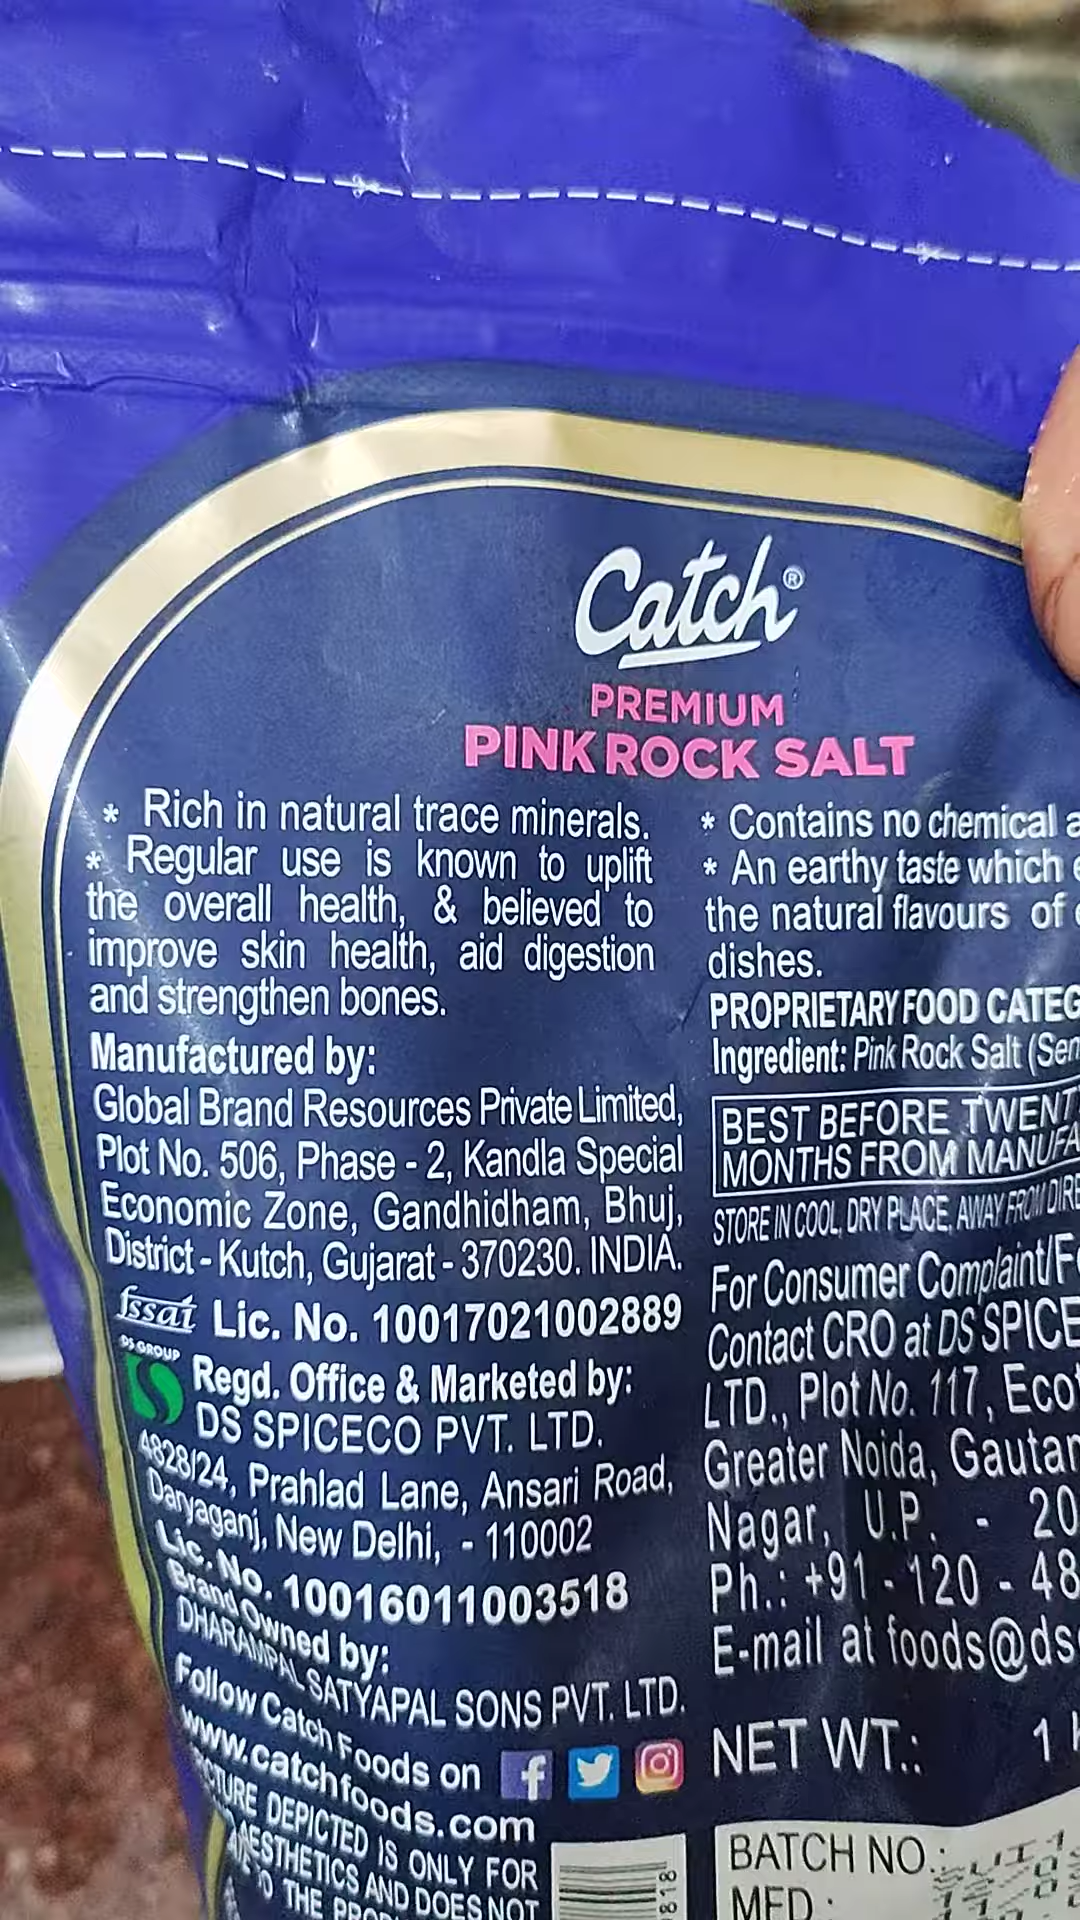 Catch®
PREMIUM
PINK ROCK SALT
* Rich in natural trace minerals.
* Regular use is known to uplift
the overall health, & believed to
improve skin health, aid digestion
and strengthen bones.
Manufactured by:
Global Brand Resources Private Limited,
Plot No. 506, Phase - 2, Kandla Special
Economic Zone, Gandhidham, Bhuj,
District - Kutch, Gujarat - 370230. INDIA.
fssai Lic. No. 10017021002889
DS GROUP
Regd. Office & Marketed by:
DS SPICECO PVT. LTD.
4828/24, Prahlad Lane, Ansari Road,
Daryaganj, New Delhi, - 110002
Lic. No. 10016011003518
Brand Owned by:
DHARAMPAL SATYAPAL SONS PVT. LTD.
Follow Catch Foods on
www.catchfoods.com
DEPICTED IS ONLY FOR
AESTHETICS AND DOES NOT
TO THE
* Contains no chemical
* An earthy taste which
the natural flavours of
dishes.
PROPRIETARY FOOD
Ingredient: Pink Rock Salt
BEST BEFORE
MONTHS FROM
STORE IN COOL, DRY PLACE, AWAY FROM
For Consumer
Contact CRO at DS
LTD., Plot No. 117,
Greater Noida,
Nagar, U.P. -
Ph.: +91 - 120 - 48
E-mail at foods@ds
NET WT.: 1
BATCH NO.:
MFD.:
818